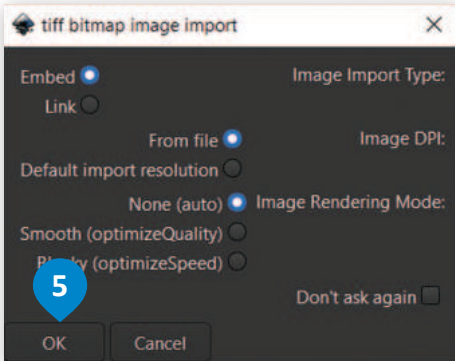 tiff bitmap image import
Image Import Type:
Embed
Link
Image DPI:
From file
Default import resolution
Image Rendering Mode:
None (auto)
Smooth (optimizeQuality)
(optimizeSpeed)
5
Don't ask again
OK
Cancel